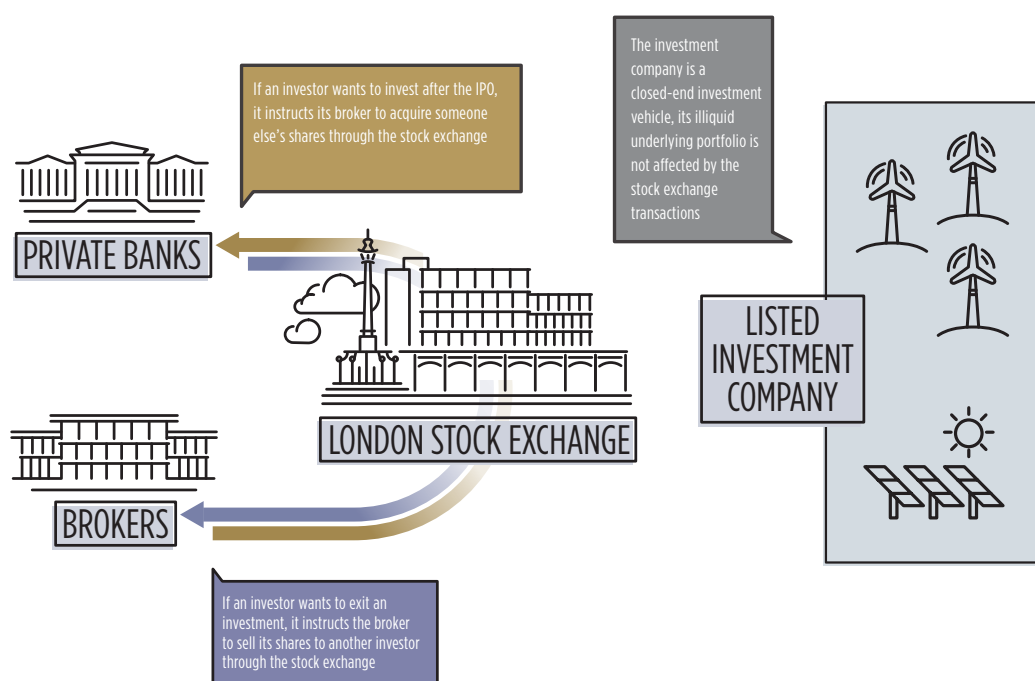 If an investor wants to invest after the IPO,
it instructs its broker to acquire someone
else's shares through the stock exchange
The investment
company is a
closed-end investment
vehicle, its illiquid
underlying portfolio is
not affected by the
stock exchange
transactions
PRIVATE BANKS
LISTED
INVESTMENT
COMPANY
LONDON STOCK EXCHANGE
BROKERS
If an investor wants to exit an
investment, it instructs the broker
to sell its shares to another investor
through the stock exchange